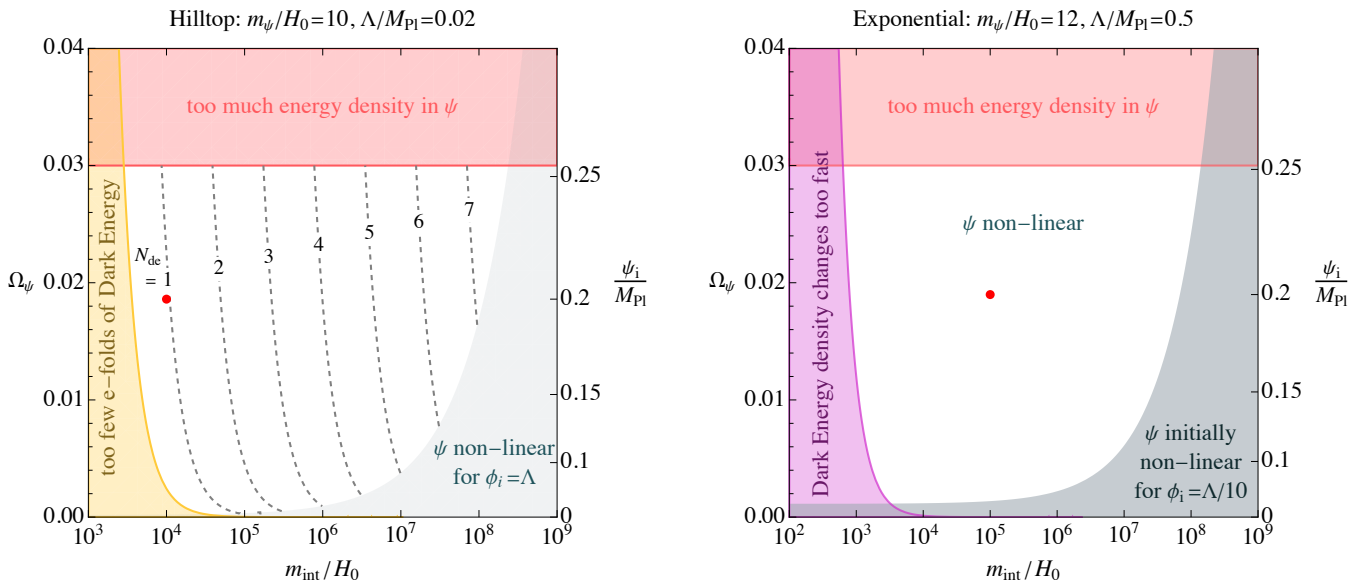 Hilltop: m_ψ/H_0=10, Λ/M_Pl=0.02
0.04
0.03
0.02
0.01
0.00
Ω_ψ
too much energy density in ψ
too few e−folds of Dark Energy
N_de
= 1
2
3
4
5
6
7
ψ non−linear
for ϕ_i=Λ
0.25
0.2
0.15
0.1
0
ψ_i
M_Pl
10^3
10^4
10^5
10^6
10^7
10^8
10^9
m_int/H_0
Exponential: m_ψ/H_0=12, Λ/M_Pl=0.5
0.04
0.03
0.02
0.01
0.00
Ω_ψ
too much energy density in ψ
Dark Energy density changes too fast
ψ non−linear
ψ initially
non−linear
for ϕ_i=Λ/10
0.25
0.2
0.15
0.1
0
ψ_i
M_Pl
10^2
10^3
10^4
10^5
10^6
10^7
10^8
10^9
m_int/H_0